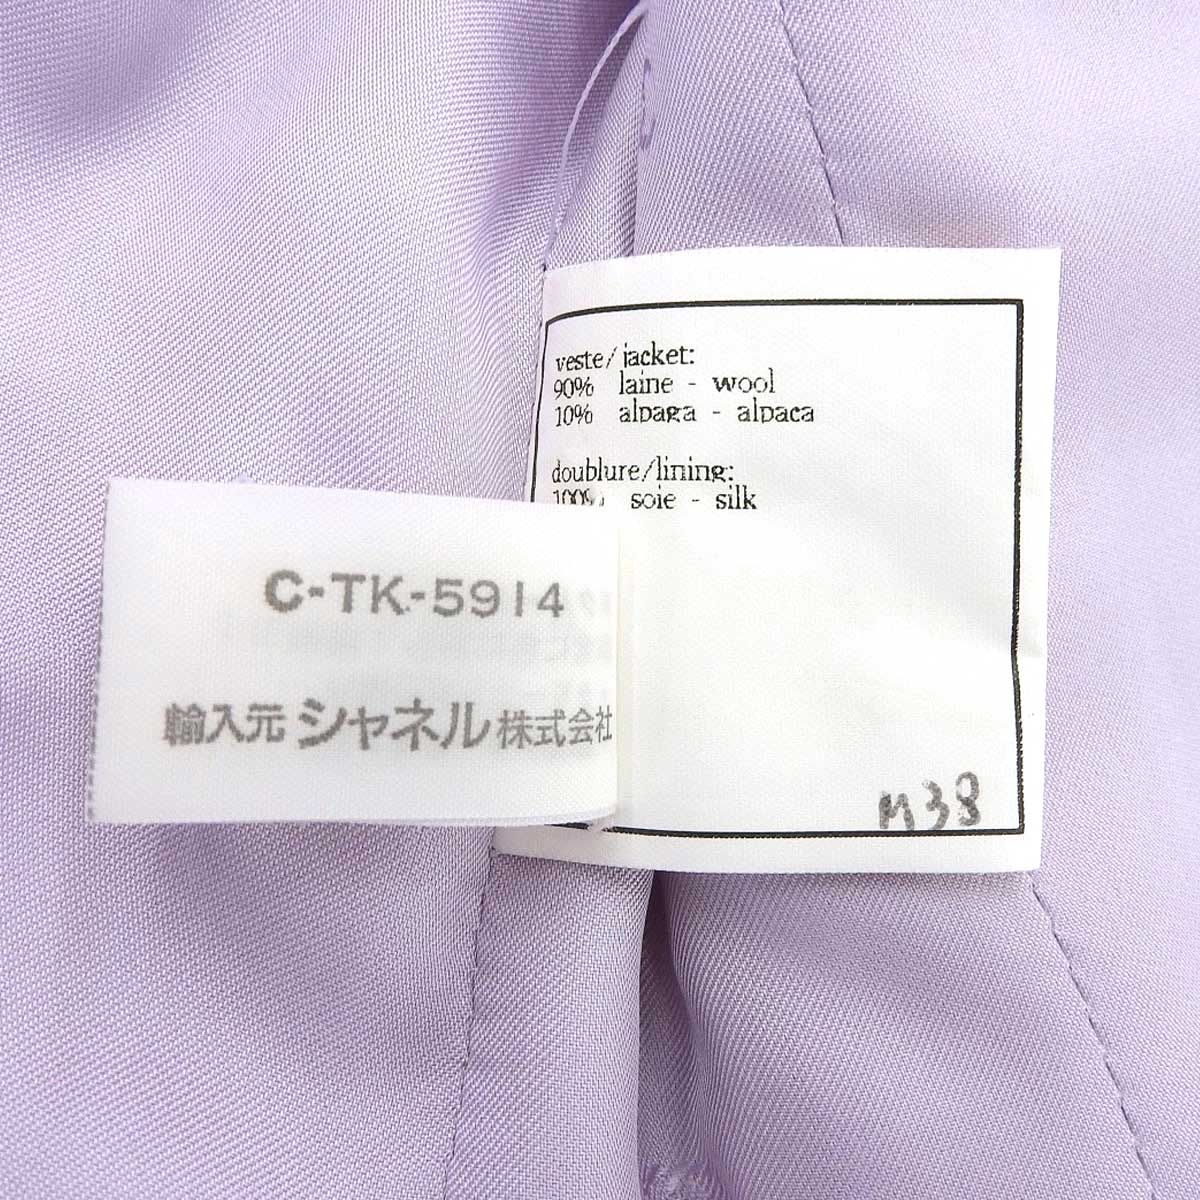 veste/ jacket:
90% laine - wool
10% alpaga - alpaca
doublure/lining:
100% soie - silk
C-TK-5914
輸入元 シャネル 株式会社
M38